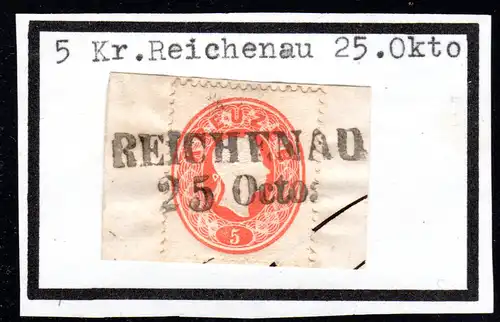 5 Kr.Reichenau 25.Okto
REICHENAU
25 Octo:
5